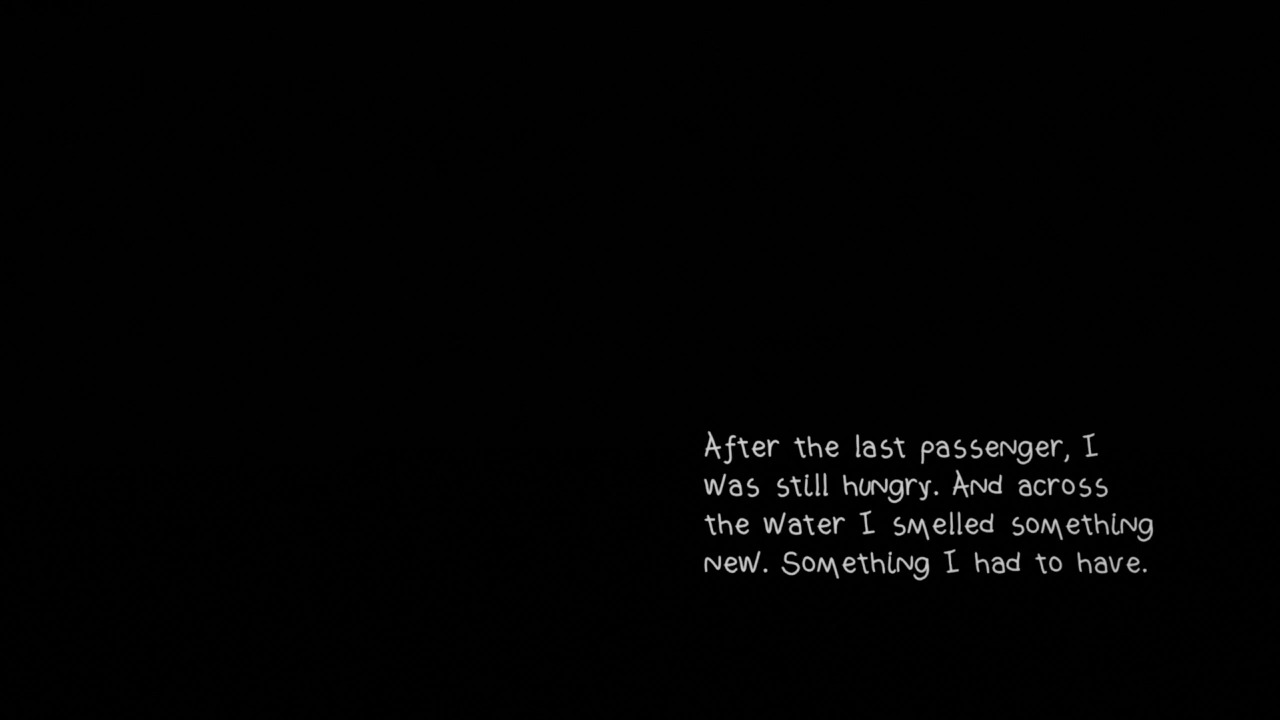 After the last passenger, I
was still hungry. And across
the water I smelled something
new. Something I had to have.